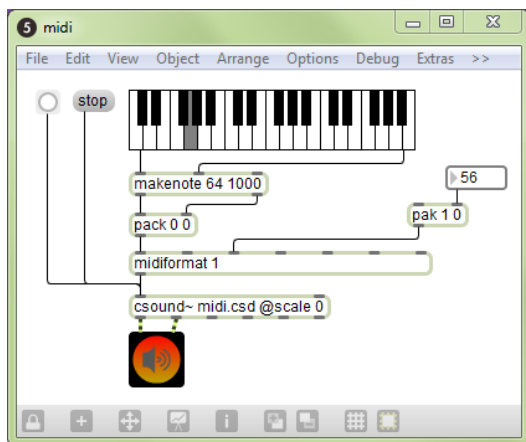 5 midi
File Edit View Object Arrange Options Debug Extras >>
stop
makenote 64 1000
56
pack 0 0
pak 1 0
midiformat 1
csound~ midi.csd @scale 0
i